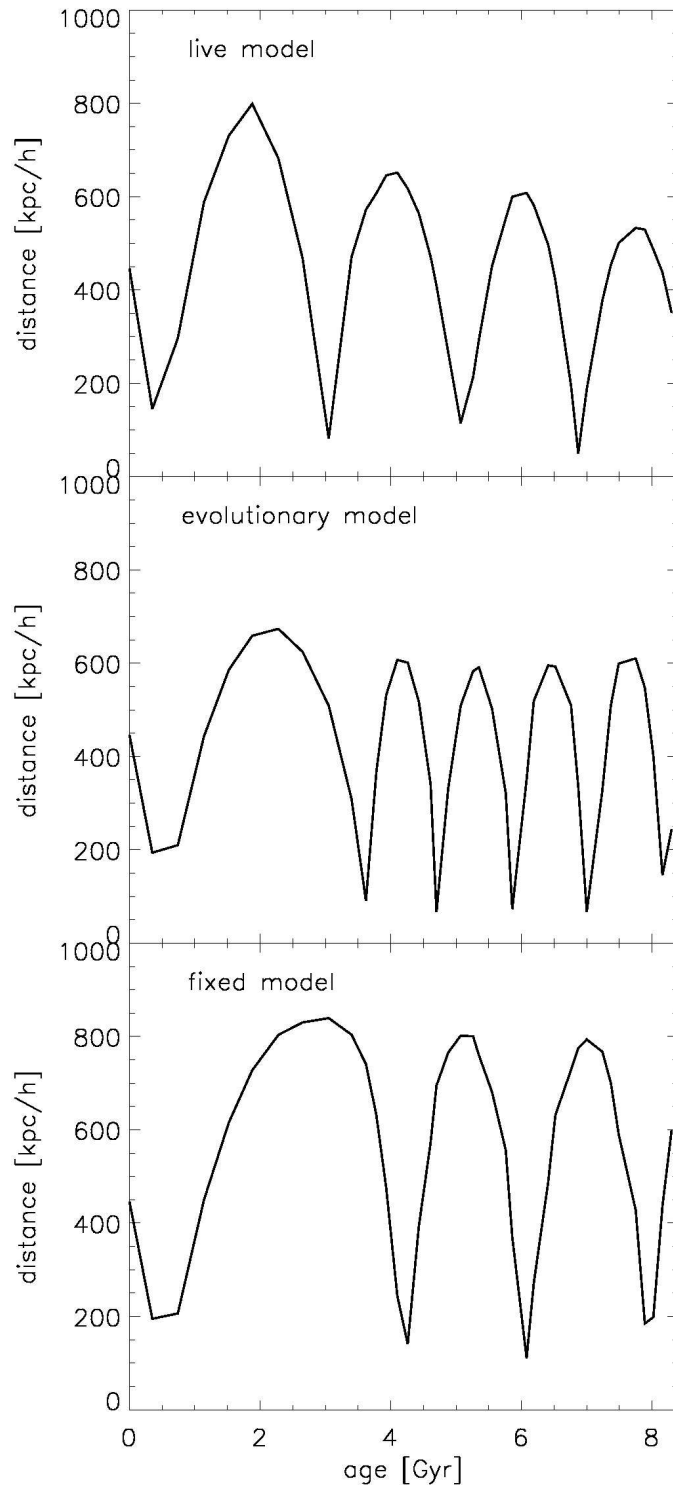 1000
live model
800
600
400
200
0
distance [kpc/h]
1000
evolutionary model
800
600
400
200
0
distance [kpc/h]
1000
fixed model
800
600
400
200
0
distance [kpc/h]
0 2 4 6 8
age [Gyr]